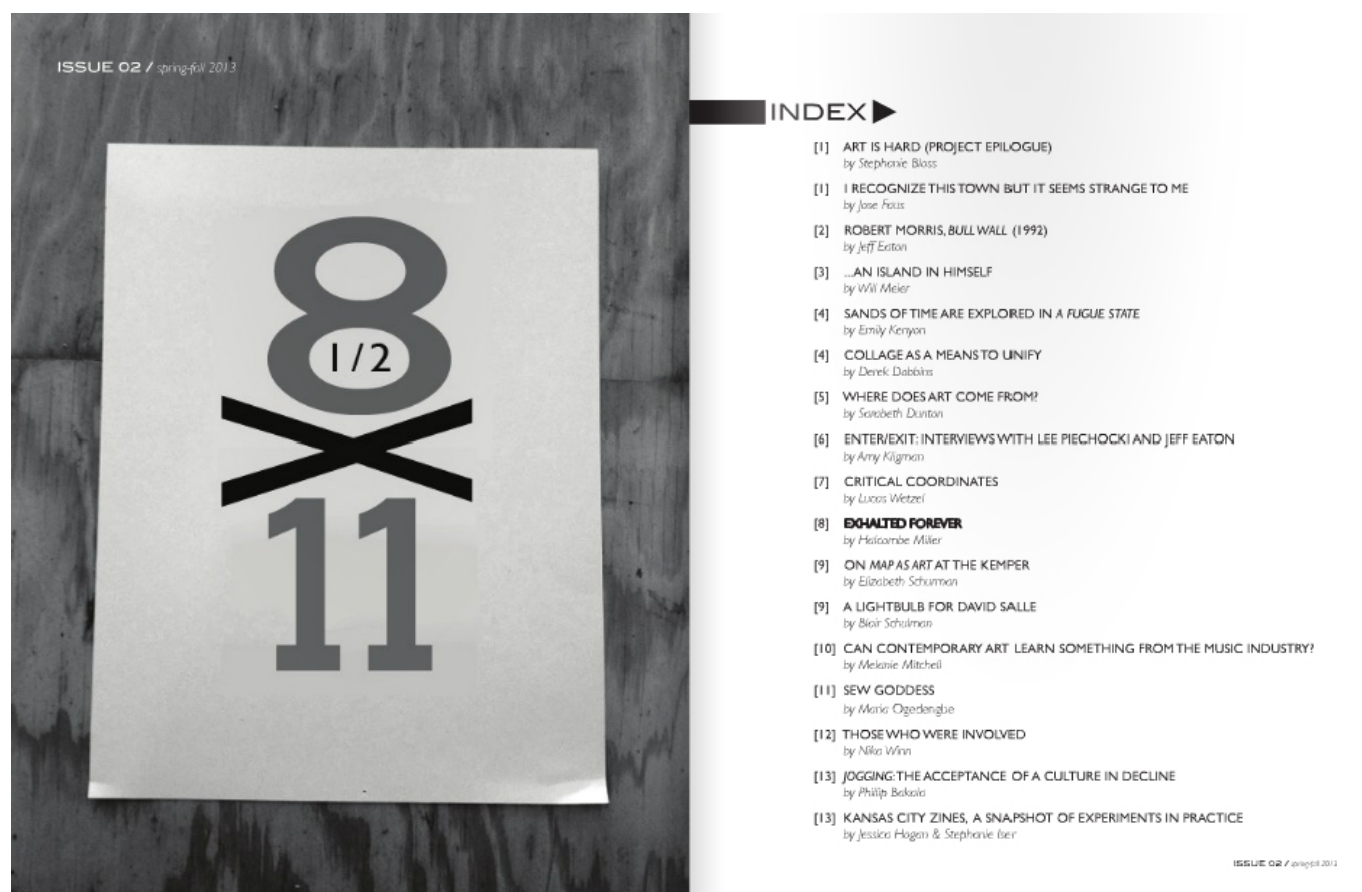 ISSUE 02 / spring-fall 2013
8
1/2
X
11
INDEX
[1] ART IS HARD (PROJECT EPILOGUE)
by Stephanie Bloss
[1] I RECOGNIZE THIS TOWN BUT IT SEEMS STRANGE TO ME
by Jose Faus
[2] ROBERT MORRIS, BULL WALL (1992)
by Jeff Eaton
[3] ...AN ISLAND IN HIMSELF
by Will Meier
[4] SANDS OF TIME ARE EXPLORED IN A FUGUE STATE
by Emily Kenyon
[4] COLLAGE AS A MEANS TO UNIFY
by Derek Dobbins
[5] WHERE DOES ART COME FROM?
by Sarabeth Dunton
[6] ENTER/EXIT: INTERVIEWS WITH LEE PIECHOCKI AND JEFF EATON
by Amy Kligman
[7] CRITICAL COORDINATES
by Lucas Wetzel
[8] EXHALTED FOREVER
by Halcombe Miller
[9] ON MAP AS ART AT THE KEMPER
by Elizabeth Schurman
[9] A LIGHTBULB FOR DAVID SALLE
by Blair Schulman
[10] CAN CONTEMPORARY ART LEARN SOMETHING FROM THE MUSIC INDUSTRY?
by Melanie Mitchell
[11] SEW GODDESS
by Maria Ogedengbe
[12] THOSE WHO WERE INVOLVED
by Nika Winn
[13] JOGGING: THE ACCEPTANCE OF A CULTURE IN DECLINE
by Phillip Bakala
[13] KANSAS CITY ZINES, A SNAPSHOT OF EXPERIMENTS IN PRACTICE
by Jessica Hogan & Stephanie Iser
ISSUE 02 / spring-fall 2013